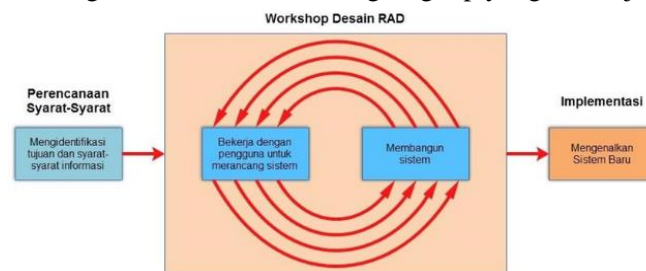 Workshop Desain RAD
Perencanaan
Syarat-Syarat
Mengidentifikasi
tujuan dan syarat-
syarat informasi
Bekerja dengan
pengguna untuk
merancang sistem
Membangun
sistem
Implementasi
Mengenalkan
Sistem Baru